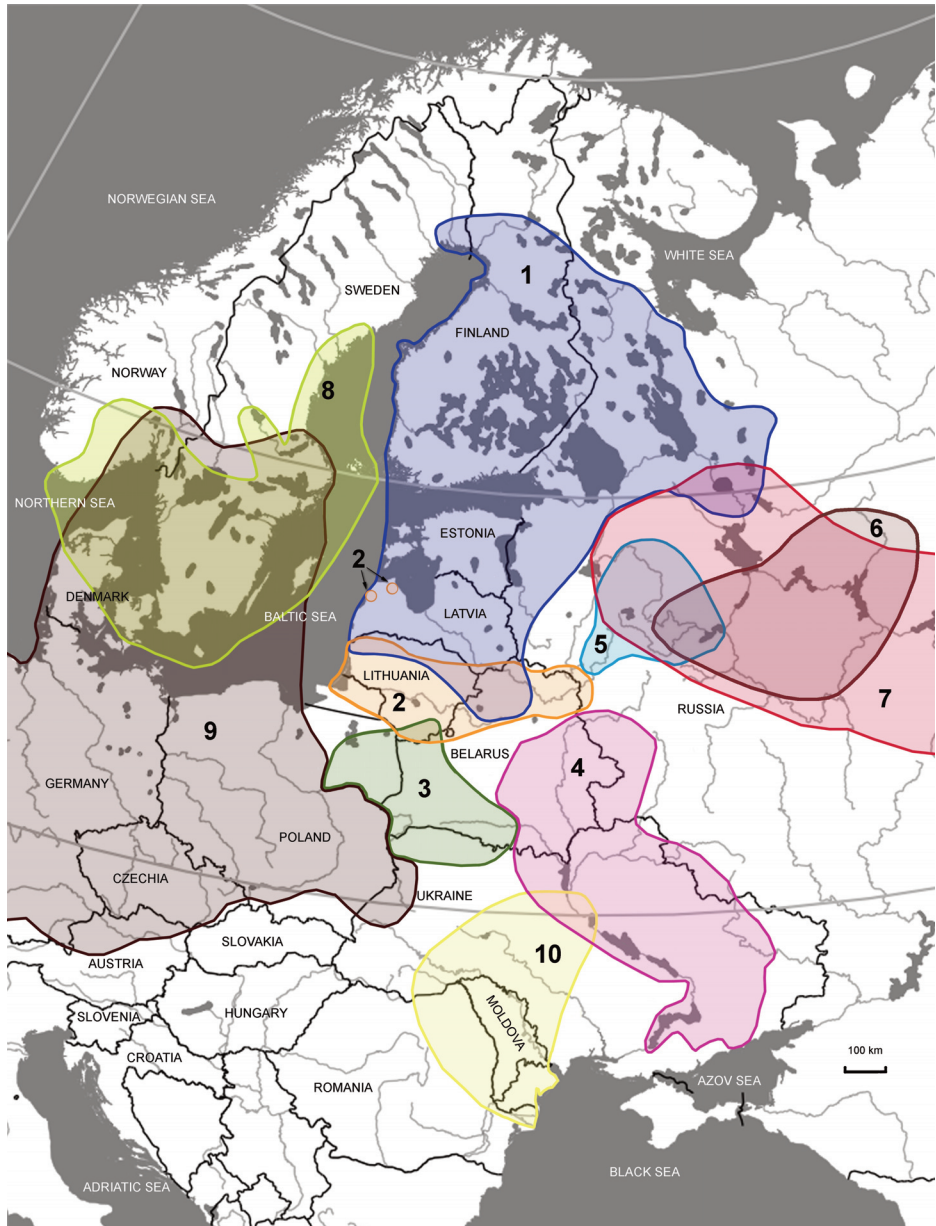 NORWEGIAN SEA
WHITE SEA
1
SWEDEN
FINLAND
NORWAY
8
NORTHERN SEA
6
ESTONIA
2
DENMARK
BALTIC SEA
LATVIA
5
LITHUANIA
2
7
RUSSIA
9
BELARUS
4
GERMANY
3
POLAND
CZECHIA
UKRAINE
SLOVAKIA
10
AUSTRIA
SLOVENIA
HUNGARY
MOLDOVA
CROATIA
100 km
ROMANIA
AZOV SEA
BLACK SEA
ADRIATIC SEA